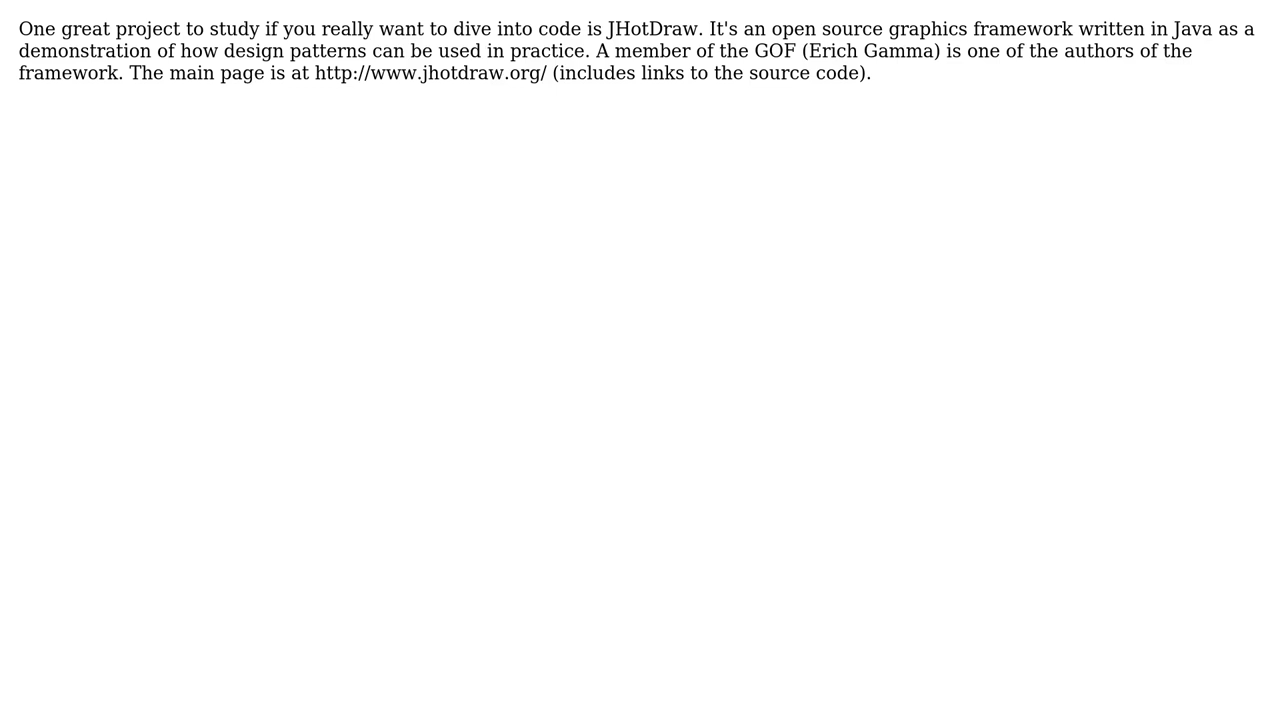 One great project to study if you really want to dive into code is JHotDraw. It's an open source graphics framework written in Java as a
demonstration of how design patterns can be used in practice. A member of the GOF (Erich Gamma) is one of the authors of the
framework. The main page is at http://www.jhotdraw.org/ (includes links to the source code).